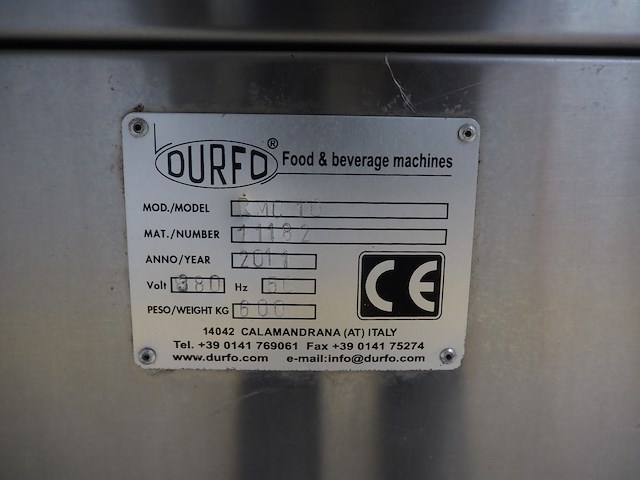 DURFO® Food & beverage machines
MOD./MODEL RMU 10
MAT./NUMBER 11182
ANNO/YEAR 2011
Volt 380 Hz
PESO/WEIGHT KG 600
CE
14042 CALAMANDRANA (AT) ITALY
Tel. +39 0141 769061 Fax +39 0141 75274
www.durfo.com e-mail:info@durfo.com